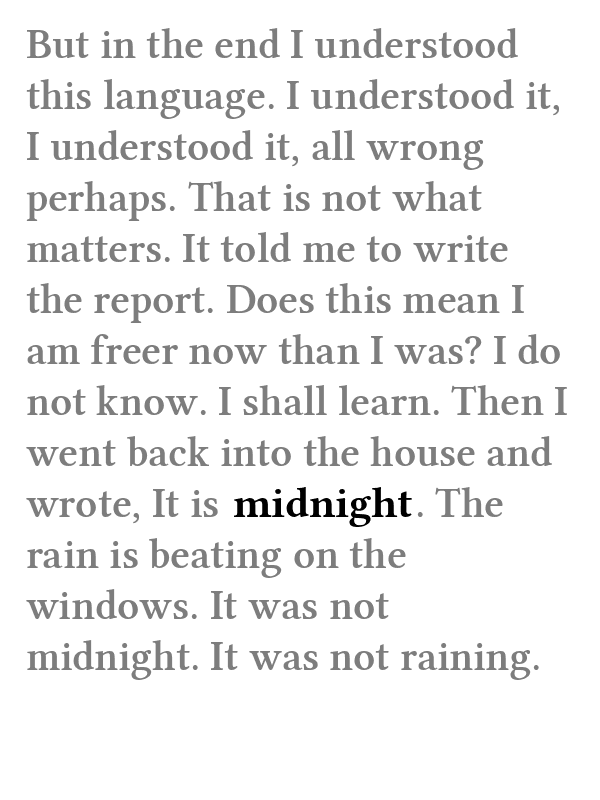 But in the end I understood
this language. I understood it,
I understood it, all wrong
perhaps. That is not what
matters. It told me to write
the report. Does this mean I
am freer now than I was? I do
not know. I shall learn. Then I
went back into the house and
wrote, It is midnight. The
rain is beating on the
windows. It was not
midnight. It was not raining.